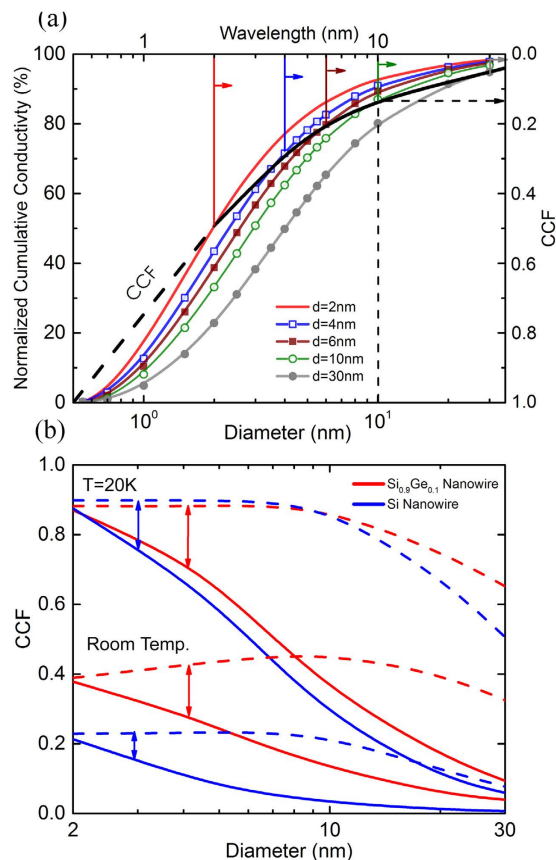 (a)
Wavelength (nm)
1
10
100
80
60
40
20
0
Normalized Cumulative Conductivty (%)
0.0
0.2
0.4
0.6
0.8
1.0
CCF
CCF
d=2nm
d=4nm
d=6nm
d=10nm
d=30nm
10⁰
10¹
Diameter (nm)
(b)
1.0
0.8
0.6
0.4
0.2
0.0
CCF
T=20K
Si₀.₉Ge₀.₁ Nanowire
Si Nanowire
Room Temp.
2
10
30
Diameter (nm)